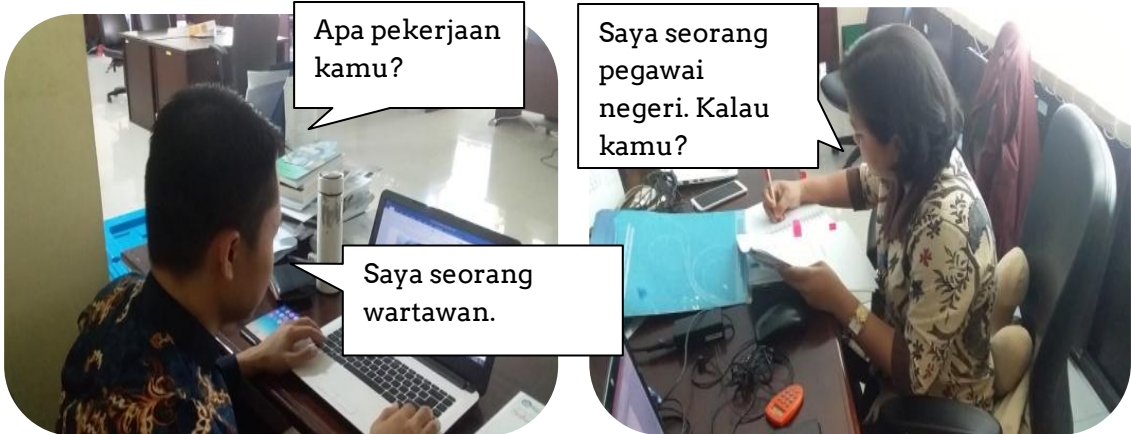 Apa pekerjaan
kamu?
Saya seorang
pegawai
negeri. Kalau
kamu?
Saya seorang
wartawan.